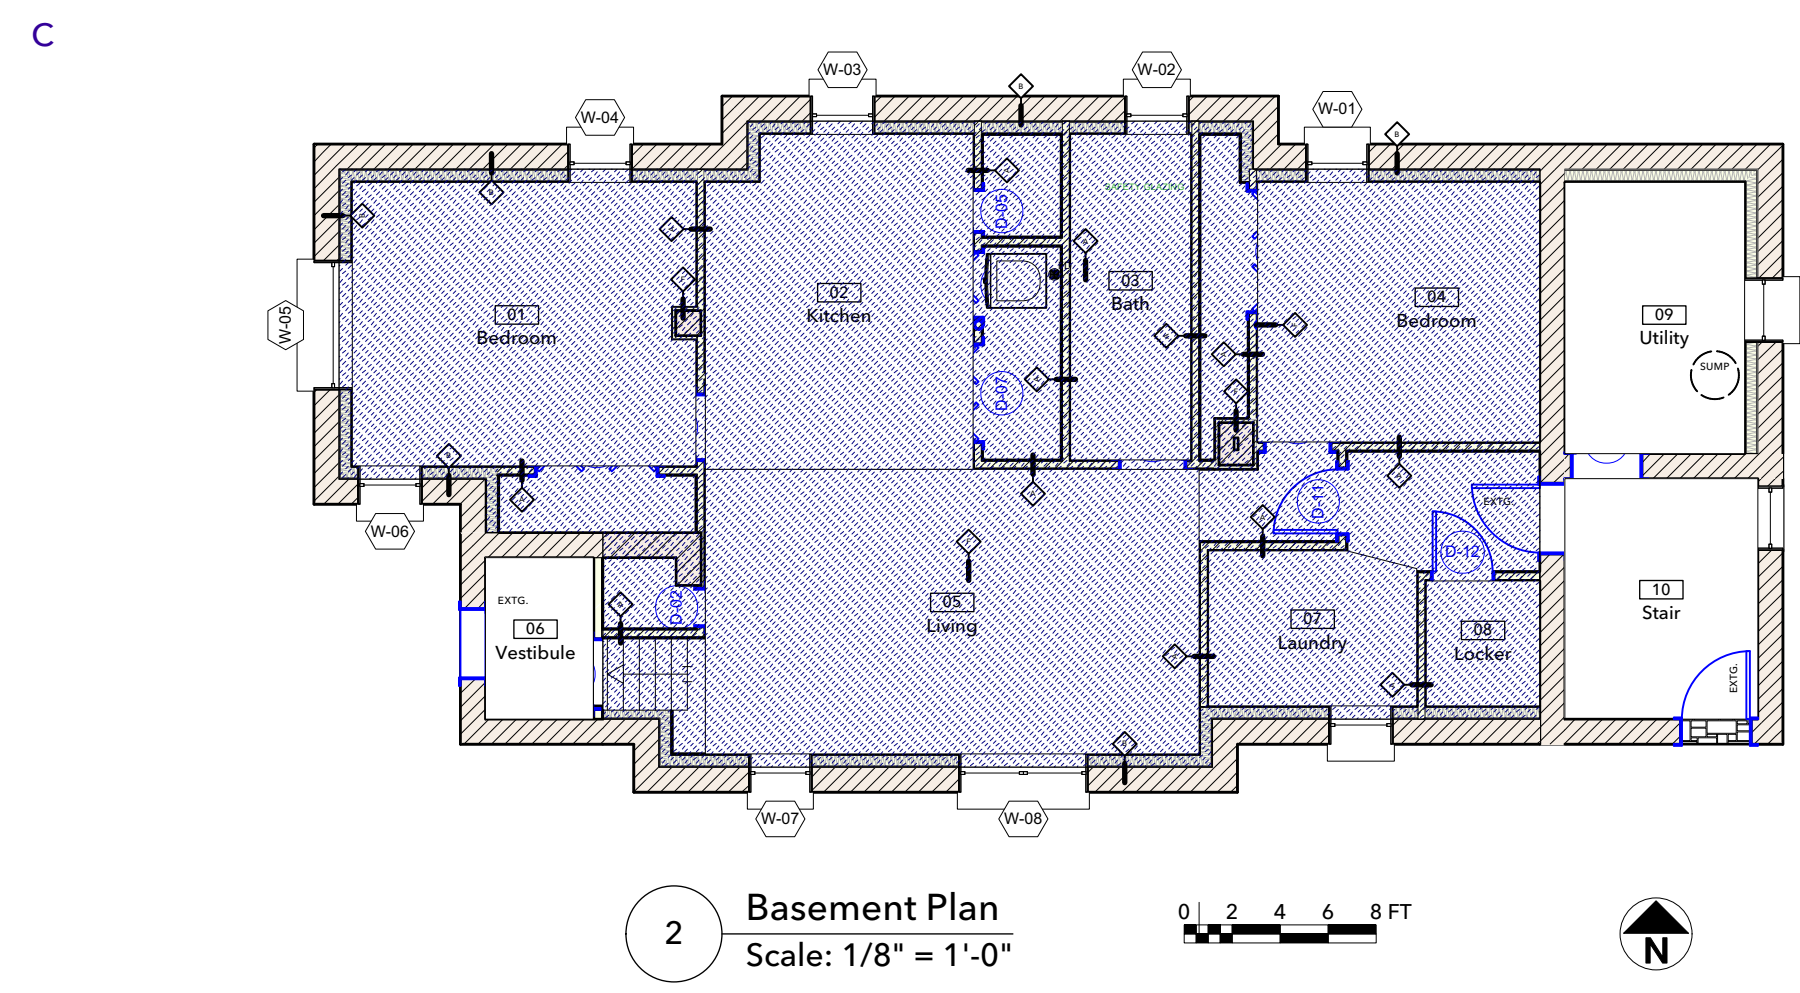 C
W-03
W-02
W-04
W-01
B
B
B
B
SAFETY GLAZING
D-05
W-05
01
Bedroom
02
Kitchen
03
Bath
04
Bedroom
09
Utility
SUMP
D-07
B
W-06
D-11
EXTG.
D-12
EXTG.
06
Vestibule
D-02
05
Living
07
Laundry
08
Locker
10
Stair
EXTG.
B
W-07
W-08
2
Basement Plan
Scale: 1/8" = 1'-0"
0 2 4 6 8 FT
N